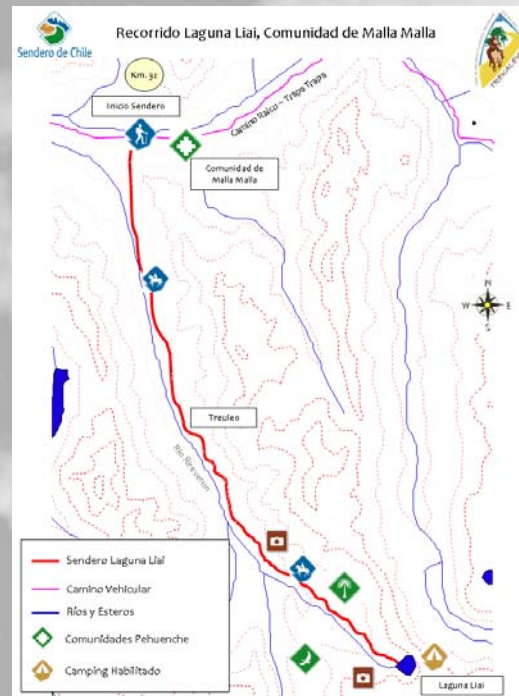 Sendero de Chile
Recorrido Laguna Liai, Comunidad de Malla Malla
Km. 32
Inicio Sendero
Camino Ralco - Trapa Trapa
Comunidad de
Malla Malla
N
W E
S
Treuleo
Río
Sendero Laguna Liai
Camino Vehicular
Ríos y Esteros
Comunidades Pehuenche
Camping Habilitado
Laguna Liai